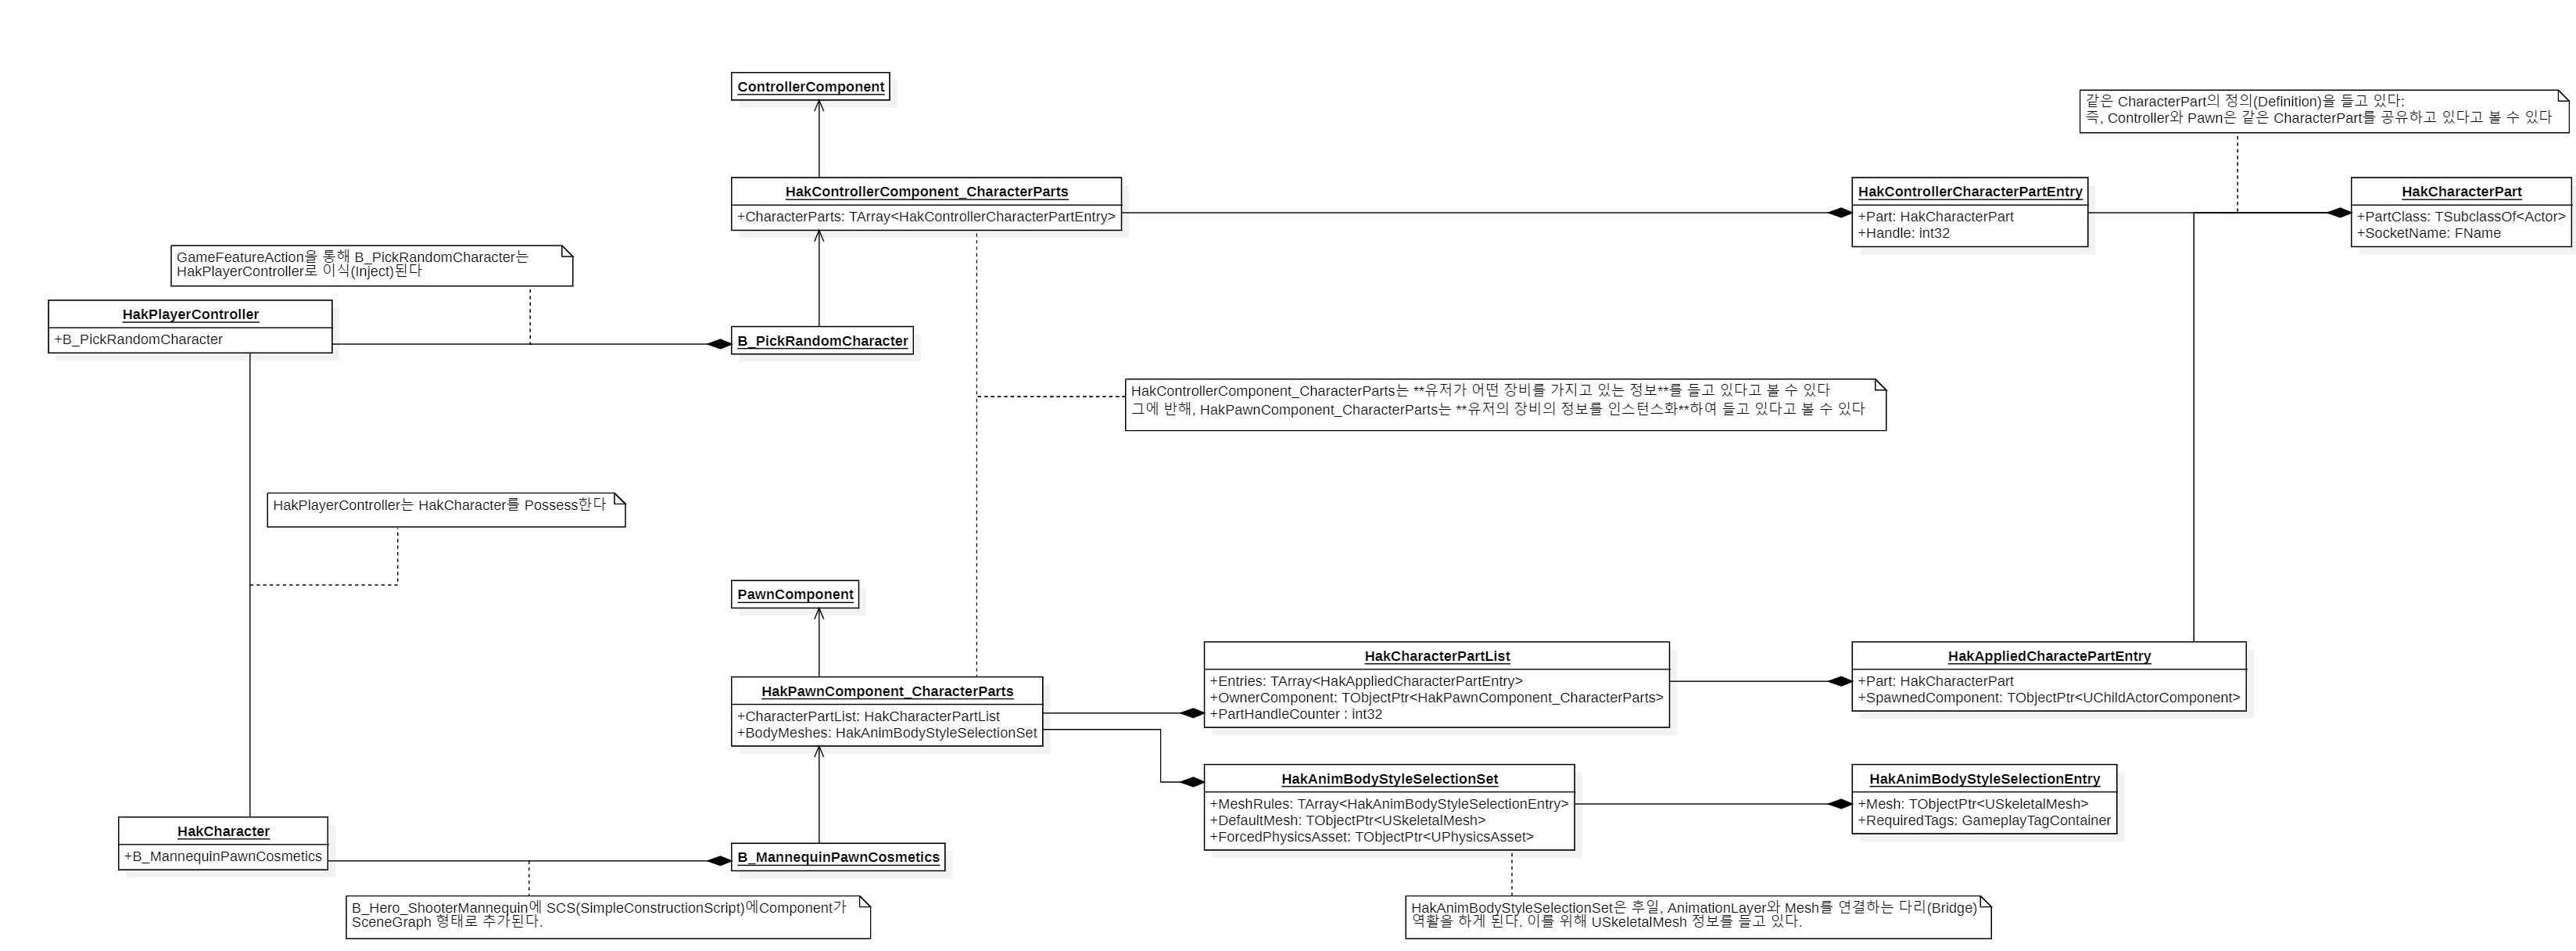 ControllerComponent
같은 CharacterPart의 정의(Definition)을 들고 있다:
즉, Controller와 Pawn은 같은 CharacterPart를 공유하고 있다고 볼 수 있다
HakControllerComponent_CharacterParts
+CharacterParts: TArray<HakControllerCharacterPartEntry>
HakControllerCharacterPartEntry
+Part: HakCharacterPart
+Handle: int32
HakCharacterPart
+PartClass: TSubclassOf<Actor>
+SocketName: FName
GameFeatureAction을 통해 B_PickRandomCharacter는
HakPlayerController로 이식(Inject)된다
HakPlayerController
+B_PickRandomCharacter
B_PickRandomCharacter
HakControllerComponent_CharacterParts는 **유저가 어떤 장비를 가지고 있는 정보**를 들고 있다고 볼 수 있다
그에 반해, HakPawnComponent_CharacterParts는 **유저의 장비의 정보를 인스턴스화**하여 들고 있다고 볼 수 있다
HakPlayerController는 HakCharacter를 Possess한다
PawnComponent
HakPawnComponent_CharacterParts
+CharacterPartList: HakCharacterPartList
+BodyMeshes: HakAnimBodyStyleSelectionSet
HakCharacterPartList
+Entries: TArray<HakAppliedCharacterPartEntry>
+OwnerComponent: TObjectPtr<HakPawnComponent_CharacterParts>
+PartHandleCounter : int32
HakAppliedCharactePartEntry
+Part: HakCharacterPart
+SpawnedComponent: TObjectPtr<UChildActorComponent>
HakAnimBodyStyleSelectionSet
+MeshRules: TArray<HakAnimBodyStyleSelectionEntry>
+DefaultMesh: TObjectPtr<USkeletalMesh>
+ForcedPhysicsAsset: TObjectPtr<UPhysicsAsset>
HakAnimBodyStyleSelectionEntry
+Mesh: TObjectPtr<USkeletalMesh>
+RequiredTags: GameplayTagContainer
HakCharacter
+B_MannequinPawnCosmetics
B_MannequinPawnCosmetics
B_Hero_ShooterMannequin에 SCS(SimpleConstructionScript)에Component가
SceneGraph 형태로 추가된다.
HakAnimBodyStyleSelectionSet은 후일, AnimationLayer와 Mesh를 연결하는 다리(Bridge)
역활을 하게 된다. 이를 위해 USkeletalMesh 정보를 들고 있다.